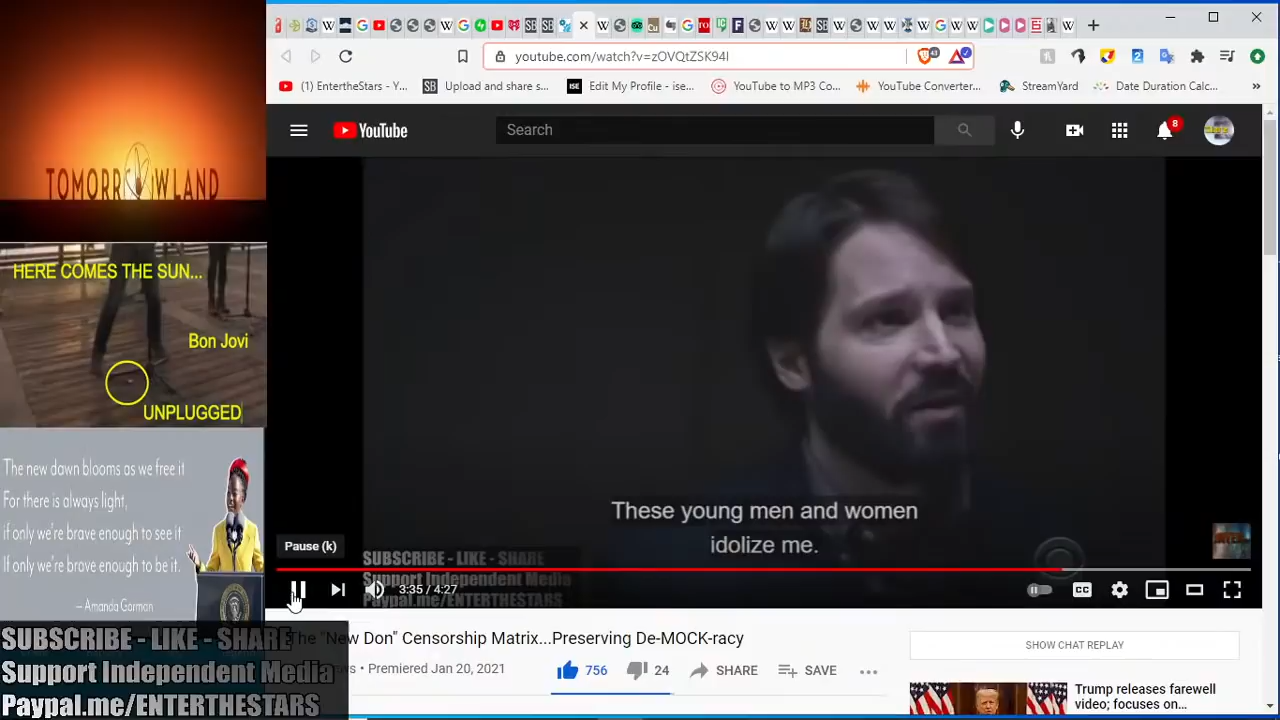 youtube.com/watch?v=zOVQtZSK94I
43
(1) EntertheStars - Y...
Upload and share s...
Edit My Profile - ise...
YouTube to MP3 Co...
YouTube Converter...
StreamYard
Date Duration Calc...
YouTube
Search
8
TOMORROWLAND
HERE COMES THE SUN...
Bon Jovi
UNPLUGGED
The new dawn blooms as we free it
For there is always light,
if only we're brave enough to see it
If only we're brave enough to be it.
— Amanda Gorman
SUBSCRIBE - LIKE - SHARE
Support Independent Media
Paypal.me/ENTERTHESTARS
These young men and women
idolize me.
SUBSCRIBE - LIKE - SHARE
Support Independent Media
Paypal.me/ENTERTHESTARS
Pause (k)
3:35 / 4:27
CC
The "New Don" Censorship Matrix...Preserving De-MOCK-racy
• Premiered Jan 20, 2021
756
24
SHARE
SAVE
SHOW CHAT REPLAY
Trump releases farewell
video; focuses on...